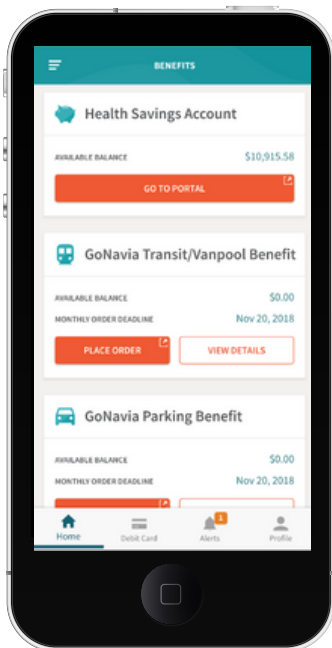 BENEFITS
Health Savings Account
AVAILABLE BALANCE $10,915.58
GO TO PORTAL
GoNavia Transit/Vanpool Benefit
AVAILABLE BALANCE $0.00
MONTHLY ORDER DEADLINE Nov 20, 2018
PLACE ORDER VIEW DETAILS
GoNavia Parking Benefit
AVAILABLE BALANCE $0.00
MONTHLY ORDER DEADLINE Nov 20, 2018
1
Home Debit Card Alerts Profile